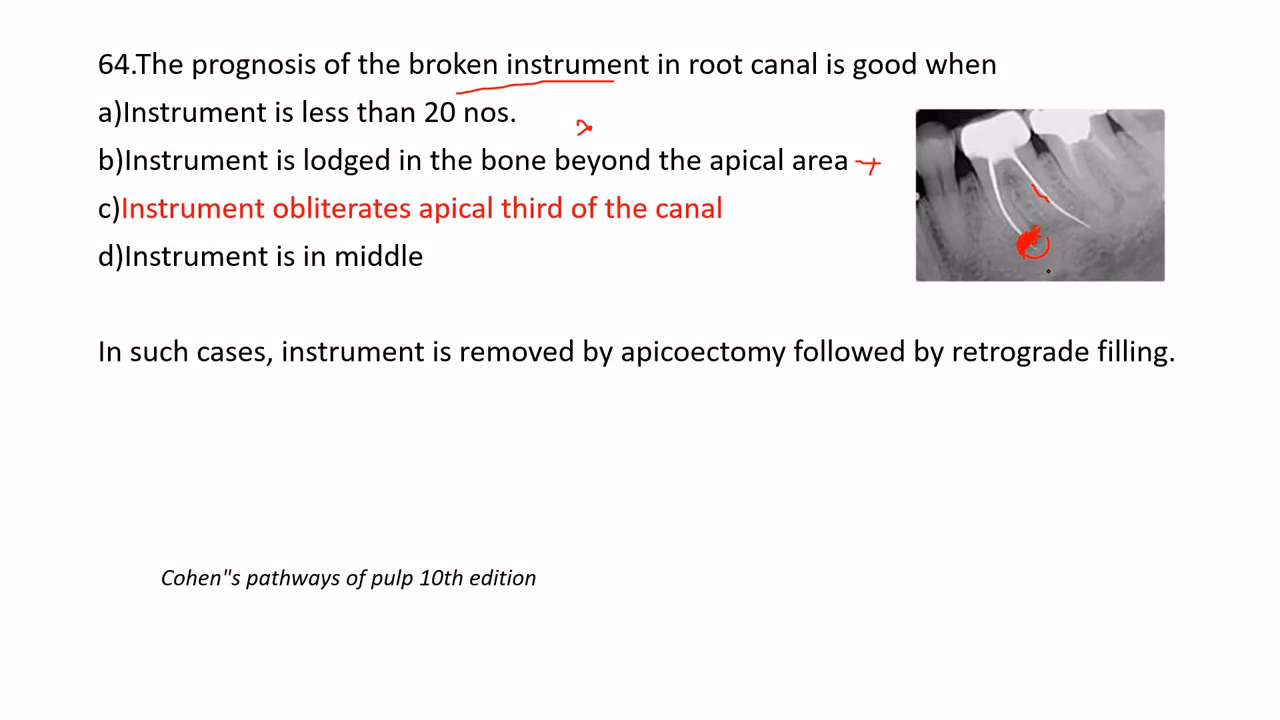 64.The prognosis of the broken instrument in root canal is good when
a)Instrument is less than 20 nos.
b)Instrument is lodged in the bone beyond the apical area
c)Instrument obliterates apical third of the canal
d)Instrument is in middle
In such cases, instrument is removed by apicoectomy followed by retrograde filling.
Cohen"s pathways of pulp 10th edition